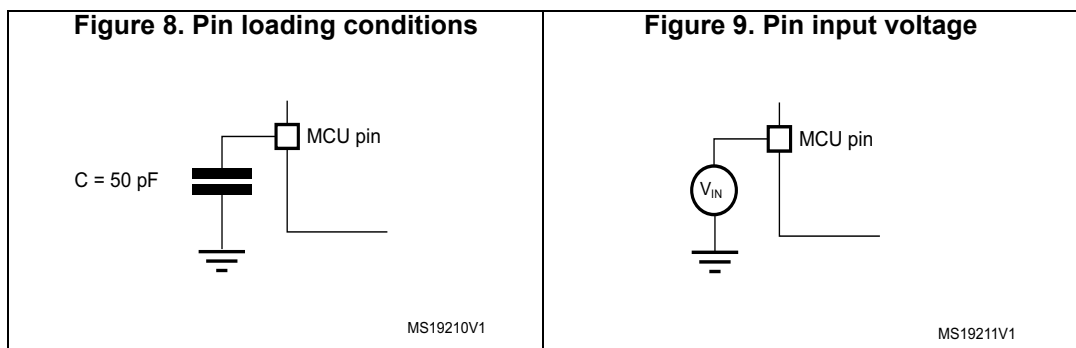 Figure 8. Pin loading conditions
MCU pin
C = 50 pF
MS19210V1
Figure 9. Pin input voltage
MCU pin
VIN
MS19211V1